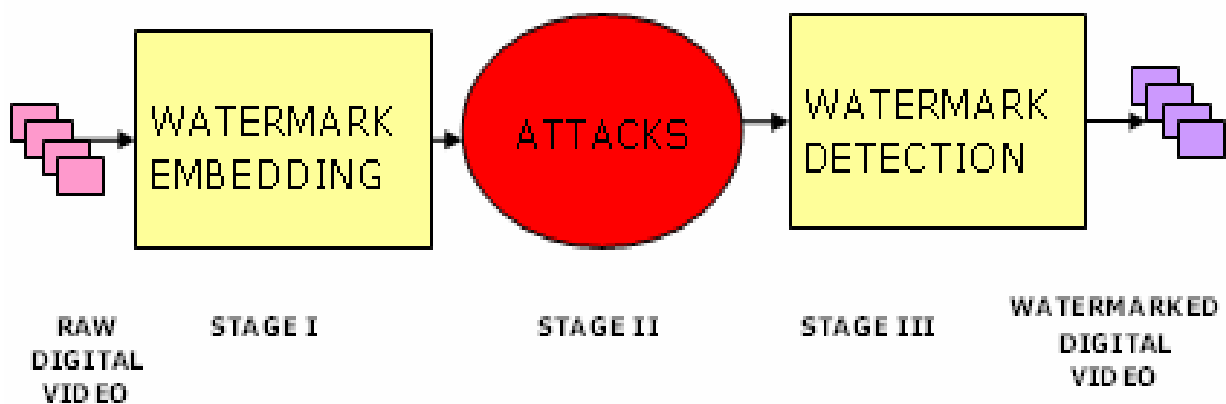 WATERMARK
EMBEDDING
ATTACKS
WATERMARK
DETECTION
RAW
DIGITAL
VIDEO
STAGE I
STAGE II
STAGE III
WATERMARKED
DIGITAL
VIDEO